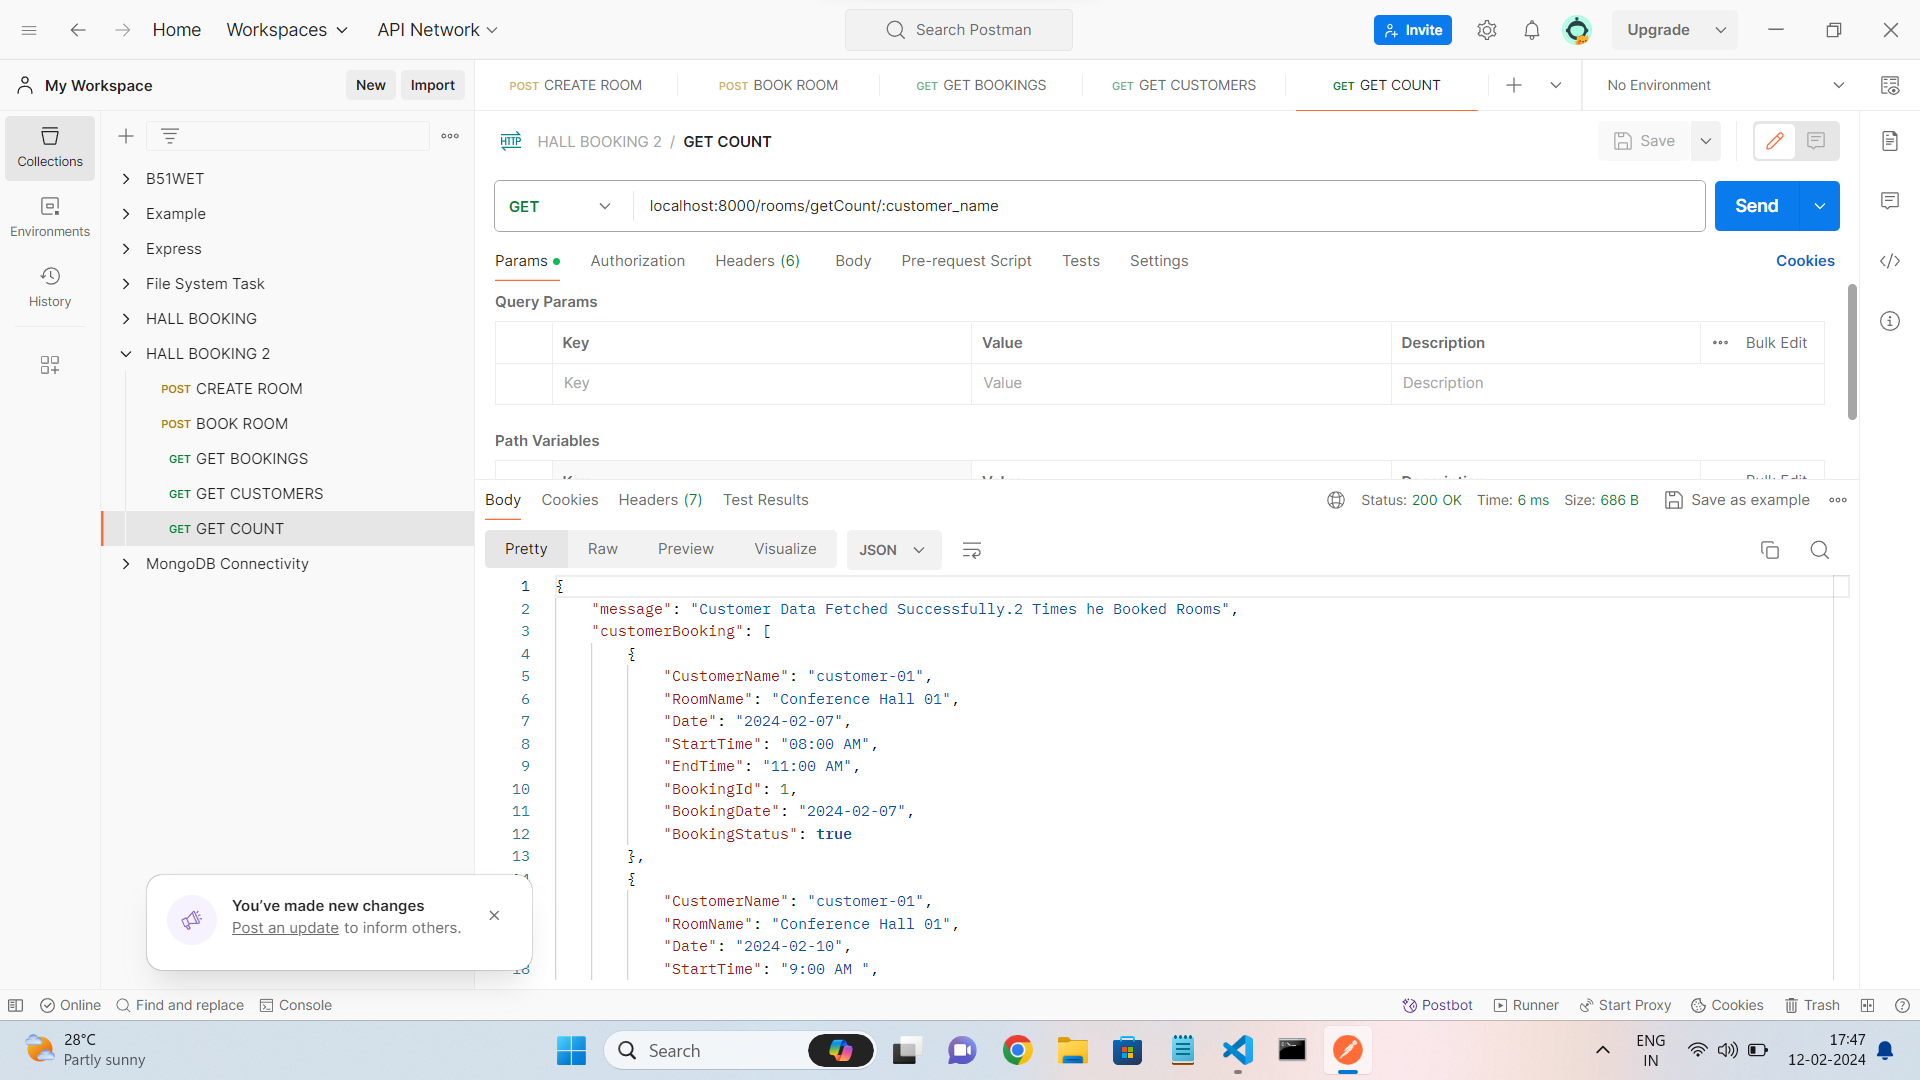 Home
Workspaces
API Network
Search Postman
Invite
Upgrade
My Workspace
New
Import
POST CREATE ROOM
POST BOOK ROOM
GET GET BOOKINGS
GET GET CUSTOMERS
GET GET COUNT
No Environment
Collections
Environments
History
B51WET
Example
Express
File System Task
HALL BOOKING
HALL BOOKING 2
POST CREATE ROOM
POST BOOK ROOM
GET GET BOOKINGS
GET GET CUSTOMERS
GET GET COUNT
MongoDB Connectivity
HTTP HALL BOOKING 2 / GET COUNT
Save
GET
localhost:8000/rooms/getCount/:customer_name
Send
Params
Authorization
Headers (6)
Body
Pre-request Script
Tests
Settings
Cookies
Query Params
Key Value Description Bulk Edit
Key Value Description
Path Variables
Body
Cookies
Headers (7)
Test Results
Status: 200 OK
Time: 6 ms
Size: 686 B
Save as example
Pretty
Raw
Preview
Visualize
JSON
1 {
2 "message": "Customer Data Fetched Successfully.2 Times he Booked Rooms",
3 "customerBooking": [
4 {
5 "CustomerName": "customer-01",
6 "RoomName": "Conference Hall 01",
7 "Date": "2024-02-07",
8 "StartTime": "08:00 AM",
9 "EndTime": "11:00 AM",
10 "BookingId": 1,
11 "BookingDate": "2024-02-07",
12 "BookingStatus": true
13 },
{
"CustomerName": "customer-01",
"RoomName": "Conference Hall 01",
"Date": "2024-02-10",
18 "StartTime": "9:00 AM ",
You've made new changes
Post an update to inform others.
Online
Find and replace
Console
Postbot
Runner
Start Proxy
Cookies
Trash
28°C
Partly sunny
Search
ENG
IN
17:47
12-02-2024